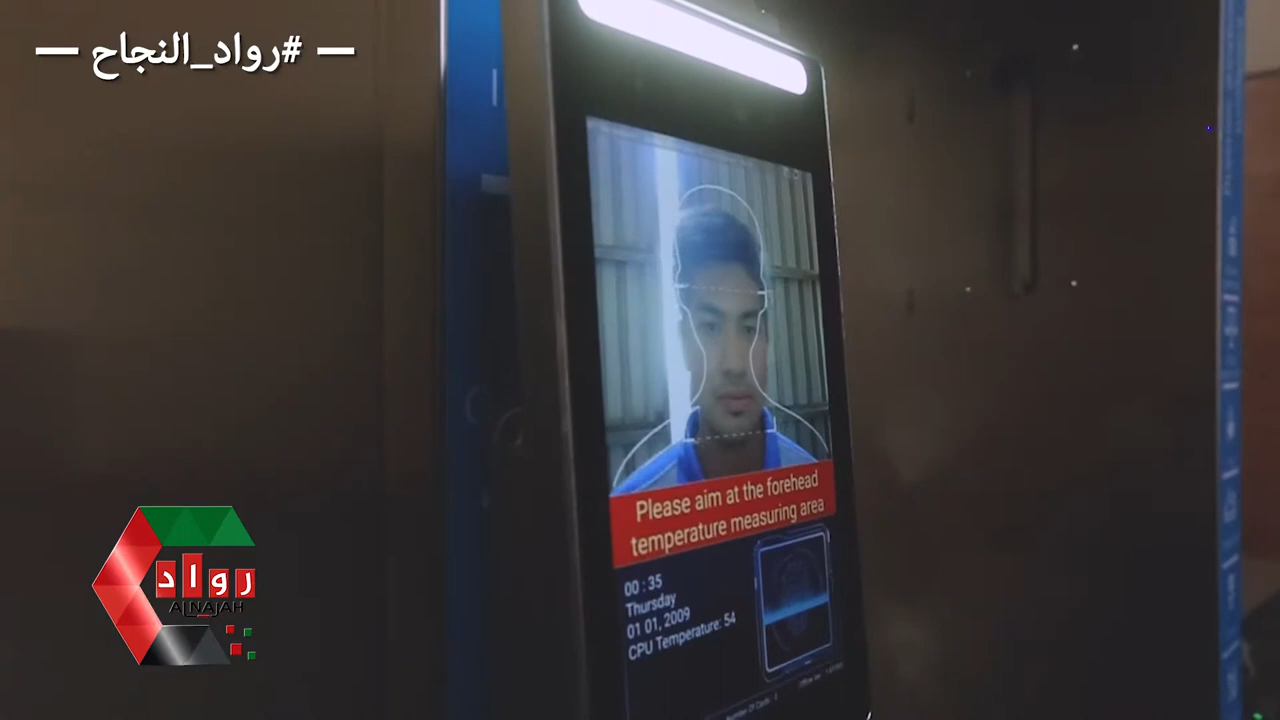 #رواد_النجاح
Please aim at the forehead
temperature measuring area
00 : 35
Thursday
01 01, 2009
CPU Temperature: 54
رواد
ALNAJAH